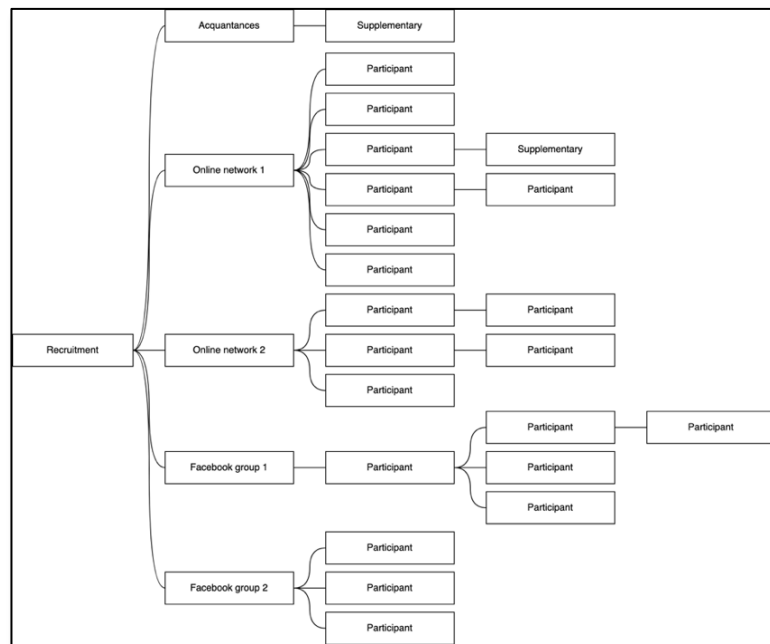 Acquantances
Supplementary
Participant
Participant
Participant
Supplementary
Online network 1
Participant
Participant
Participant
Participant
Participant
Participant
Recruitment
Online network 2
Participant
Participant
Participant
Participant
Participant
Facebook group 1
Participant
Participant
Participant
Participant
Facebook group 2
Participant
Participant